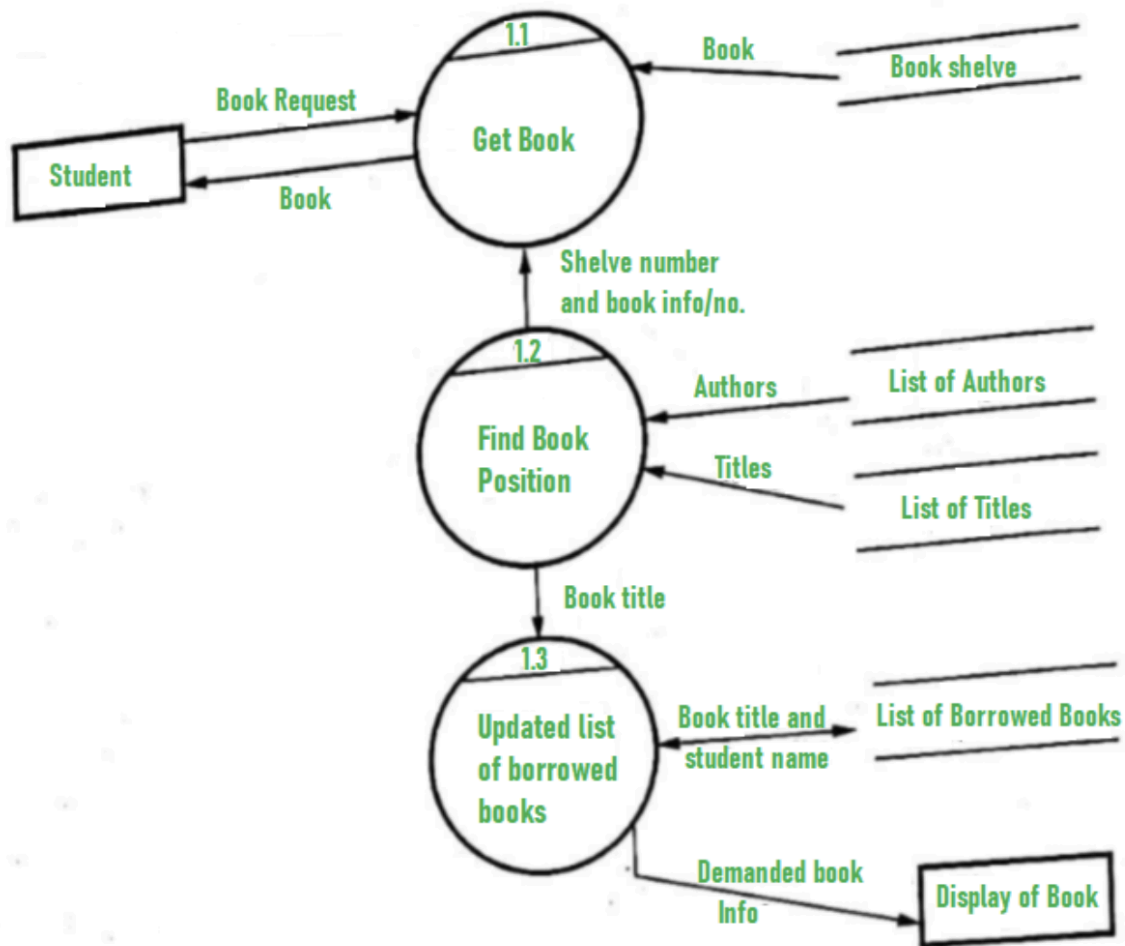 1.1
Book
Book shelve
Book Request
Get Book
Student
Book
Shelve number
and book info/no.
1.2
Authors
List of Authors
Find Book
Position
Titles
List of Titles
Book title
1.3
Updated list
of borrowed
books
Book title and
student name
List of Borrowed Books
Demanded book
Info
Display of Book